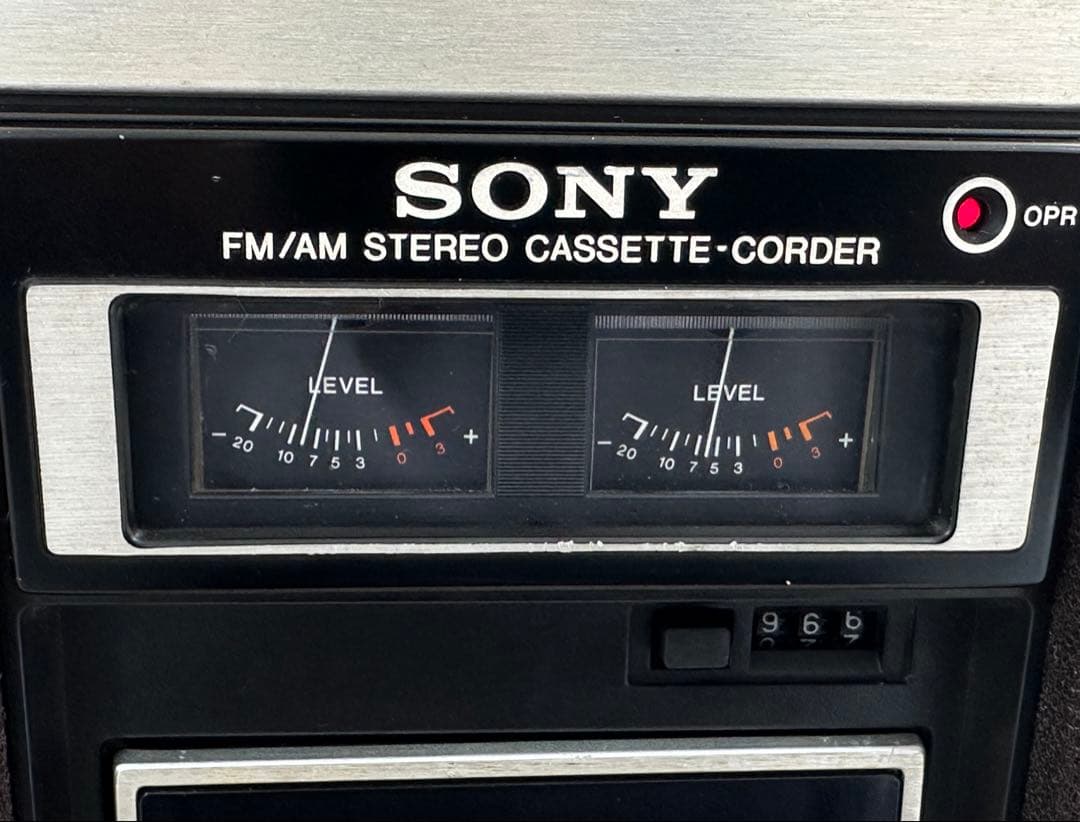 SONY
OPR
FM/AM STEREO CASSETTE-CORDER
LEVEL
- 20 10 7 5 3 0 3 +
LEVEL
- 20 10 7 5 3 0 3 +
9 6 6